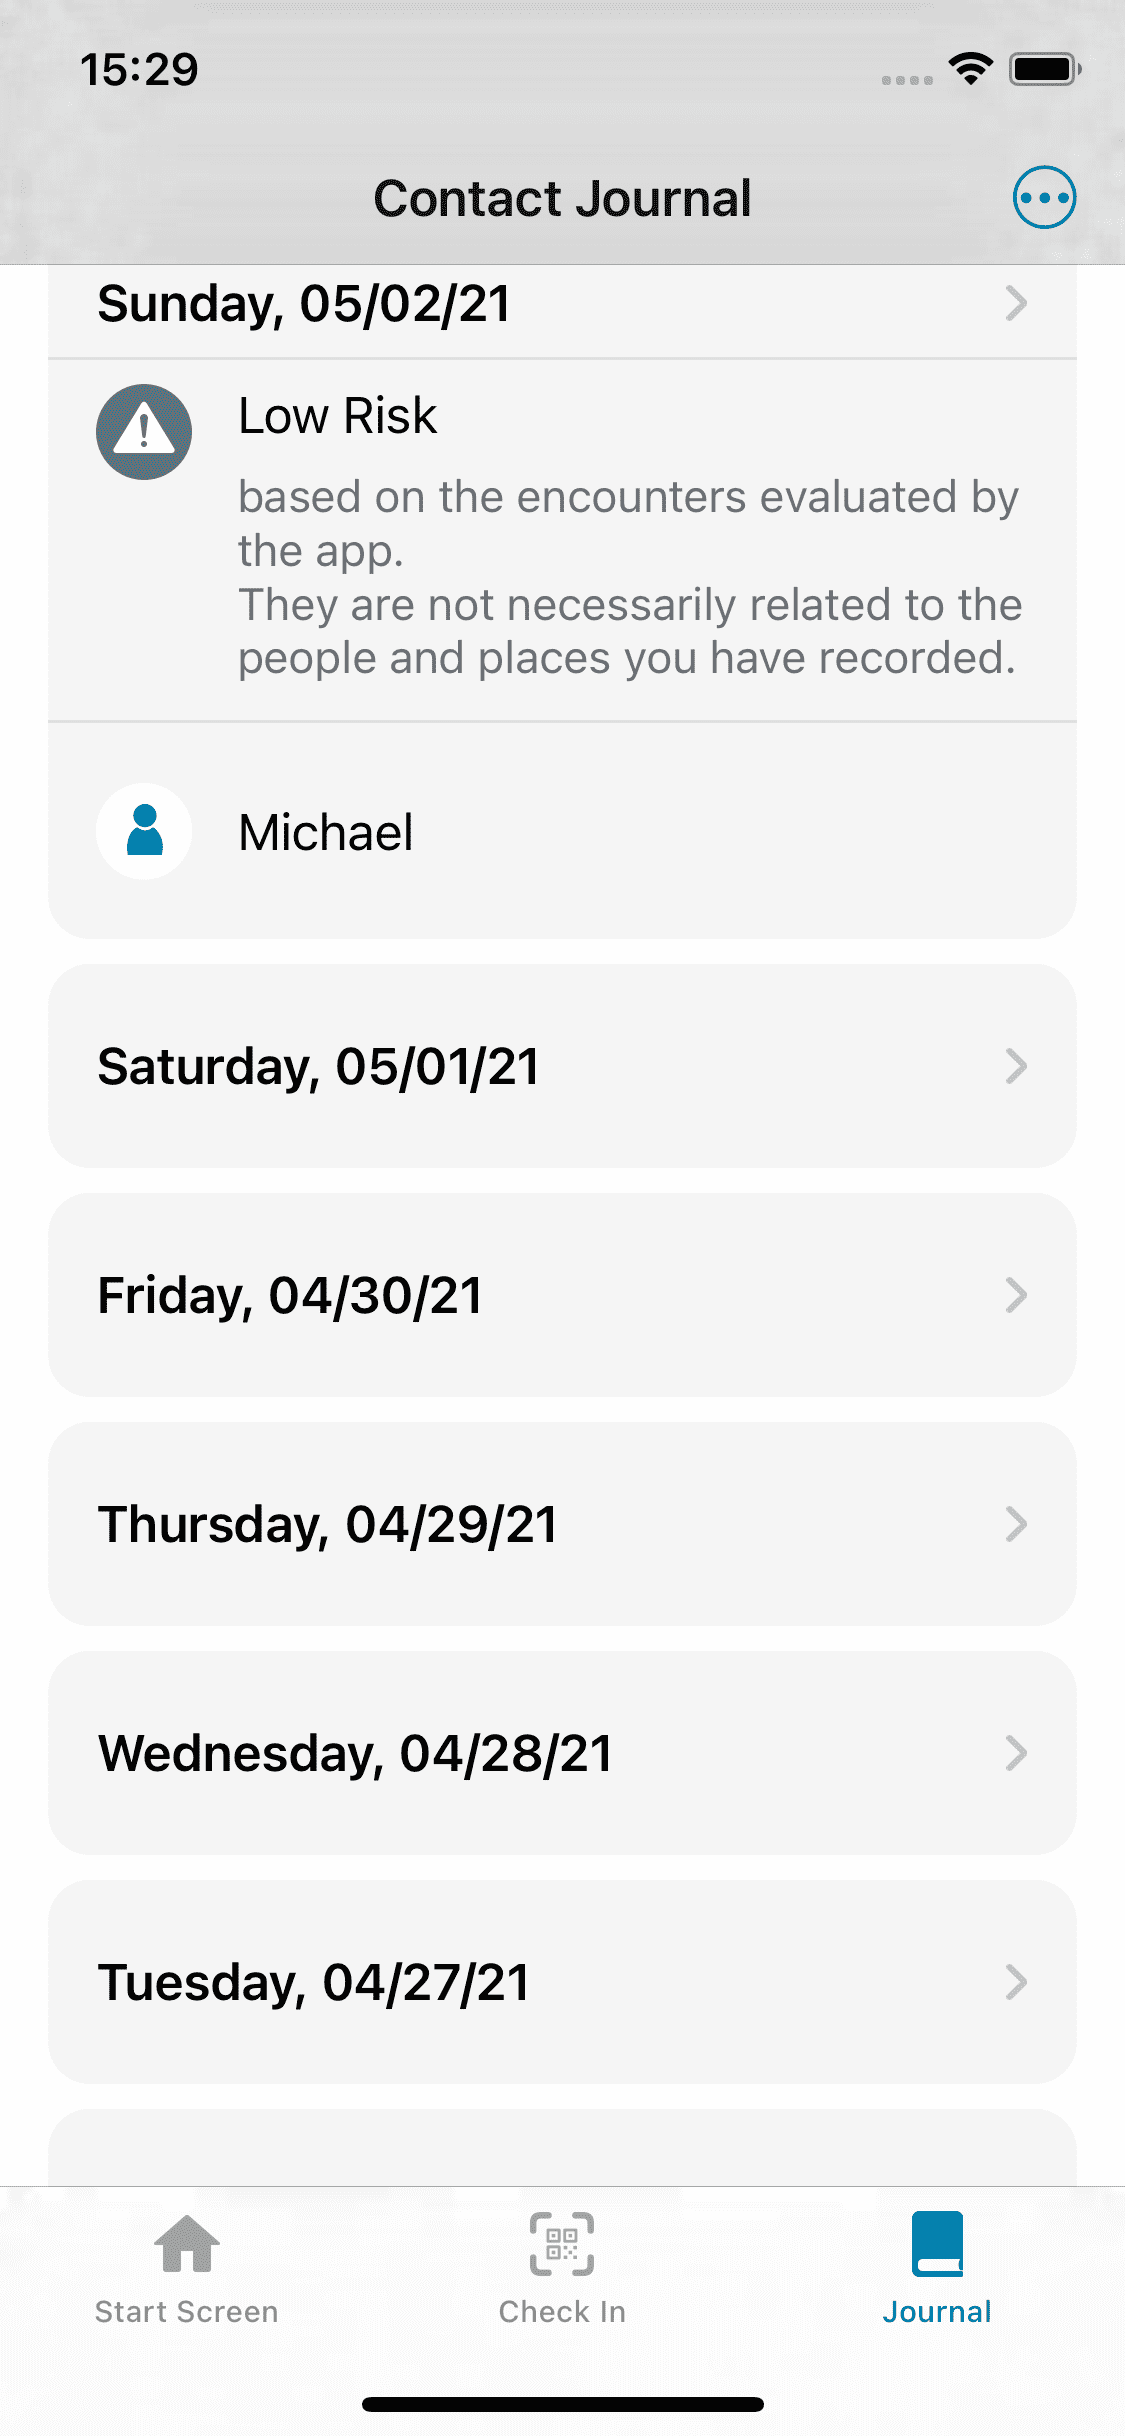 15:29
Contact Journal
Sunday, 05/02/21
Low Risk
based on the encounters evaluated by
the app.
They are not necessarily related to the
people and places you have recorded.
Michael
Saturday, 05/01/21
Friday, 04/30/21
Thursday, 04/29/21
Wednesday, 04/28/21
Tuesday, 04/27/21
Start Screen
Check In
Journal